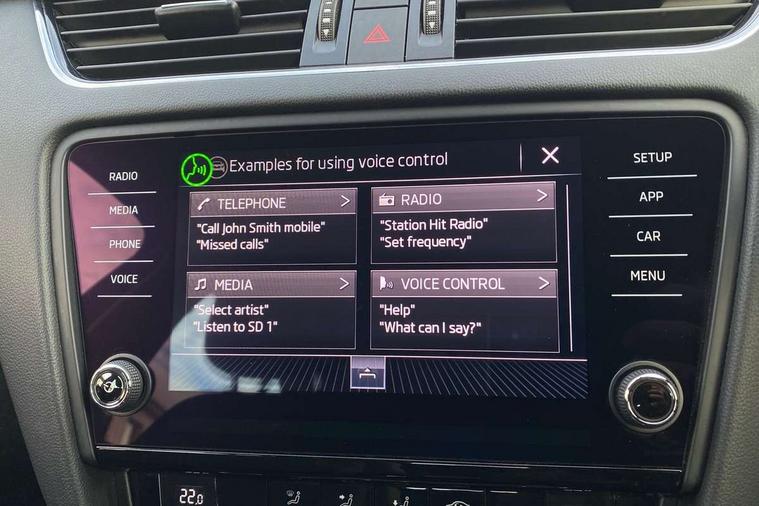 Examples for using voice control
RADIO
MEDIA
PHONE
VOICE
TELEPHONE
"Call John Smith mobile"
"Missed calls"
RADIO
"Station Hit Radio"
"Set frequency"
MEDIA
"Select artist"
"Listen to SD 1"
VOICE CONTROL
"Help"
"What can I say?"
SETUP
APP
CAR
MENU
22.0